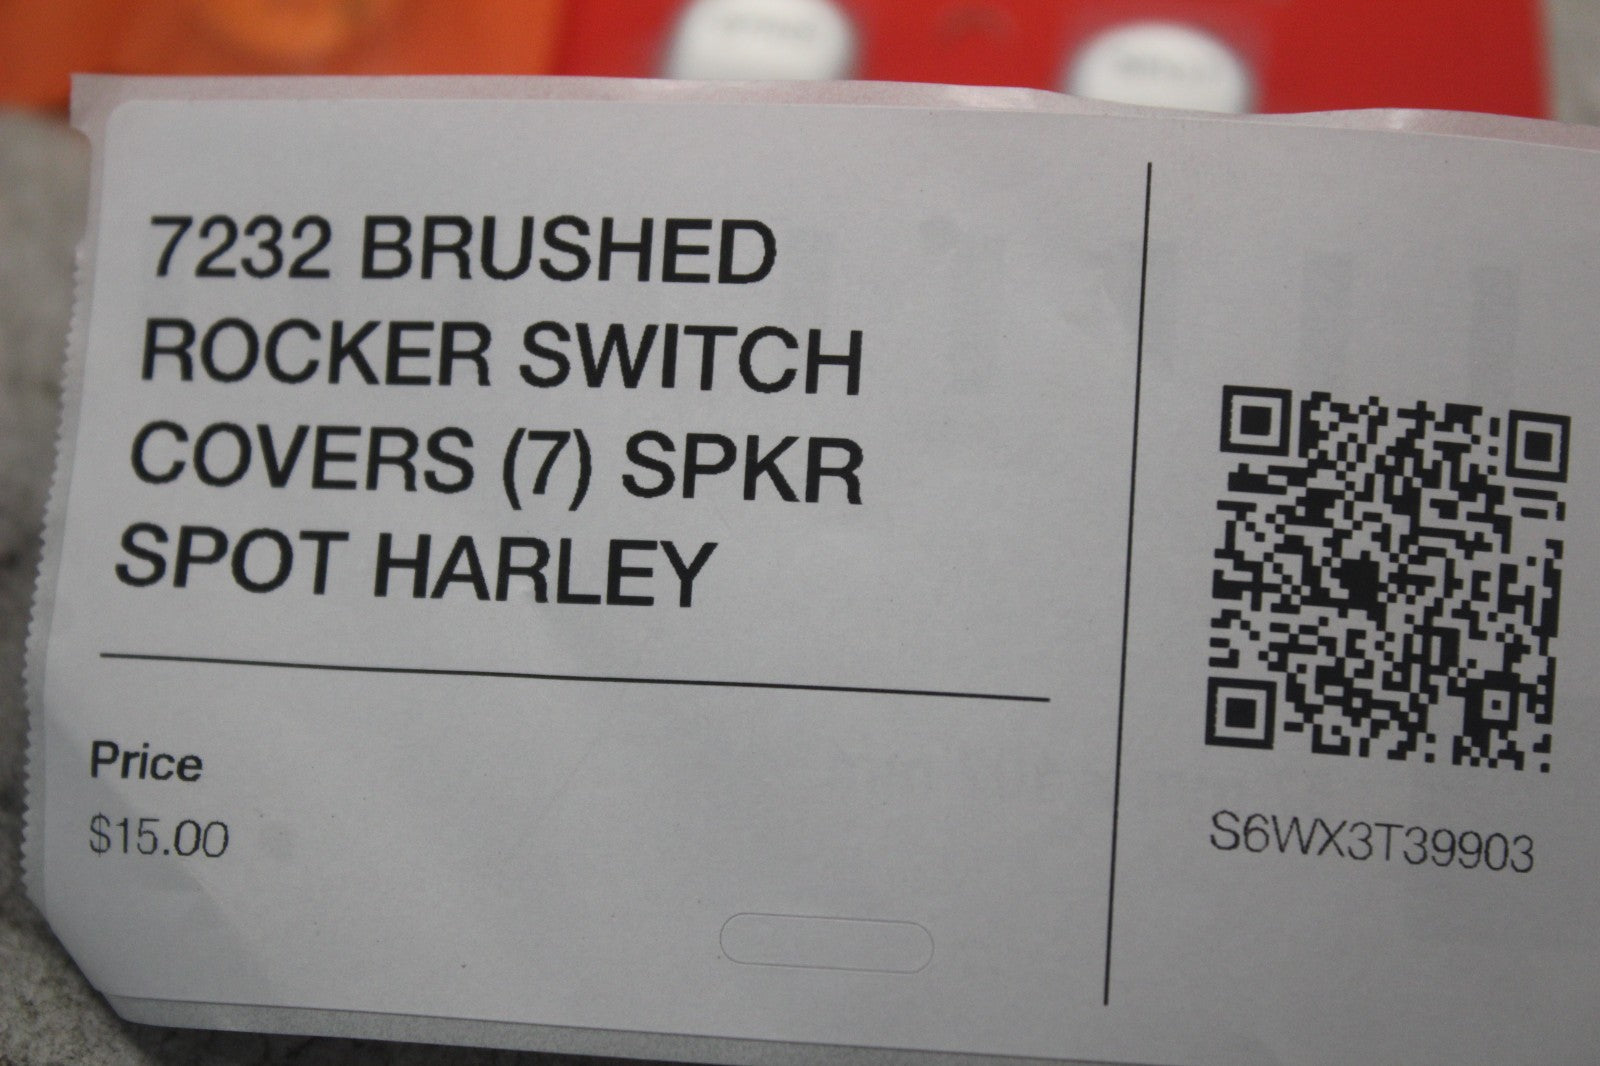 7232 BRUSHED
ROCKER SWITCH
COVERS (7) SPKR
SPOT HARLEY
Price
$15.00
S6WX3T39903